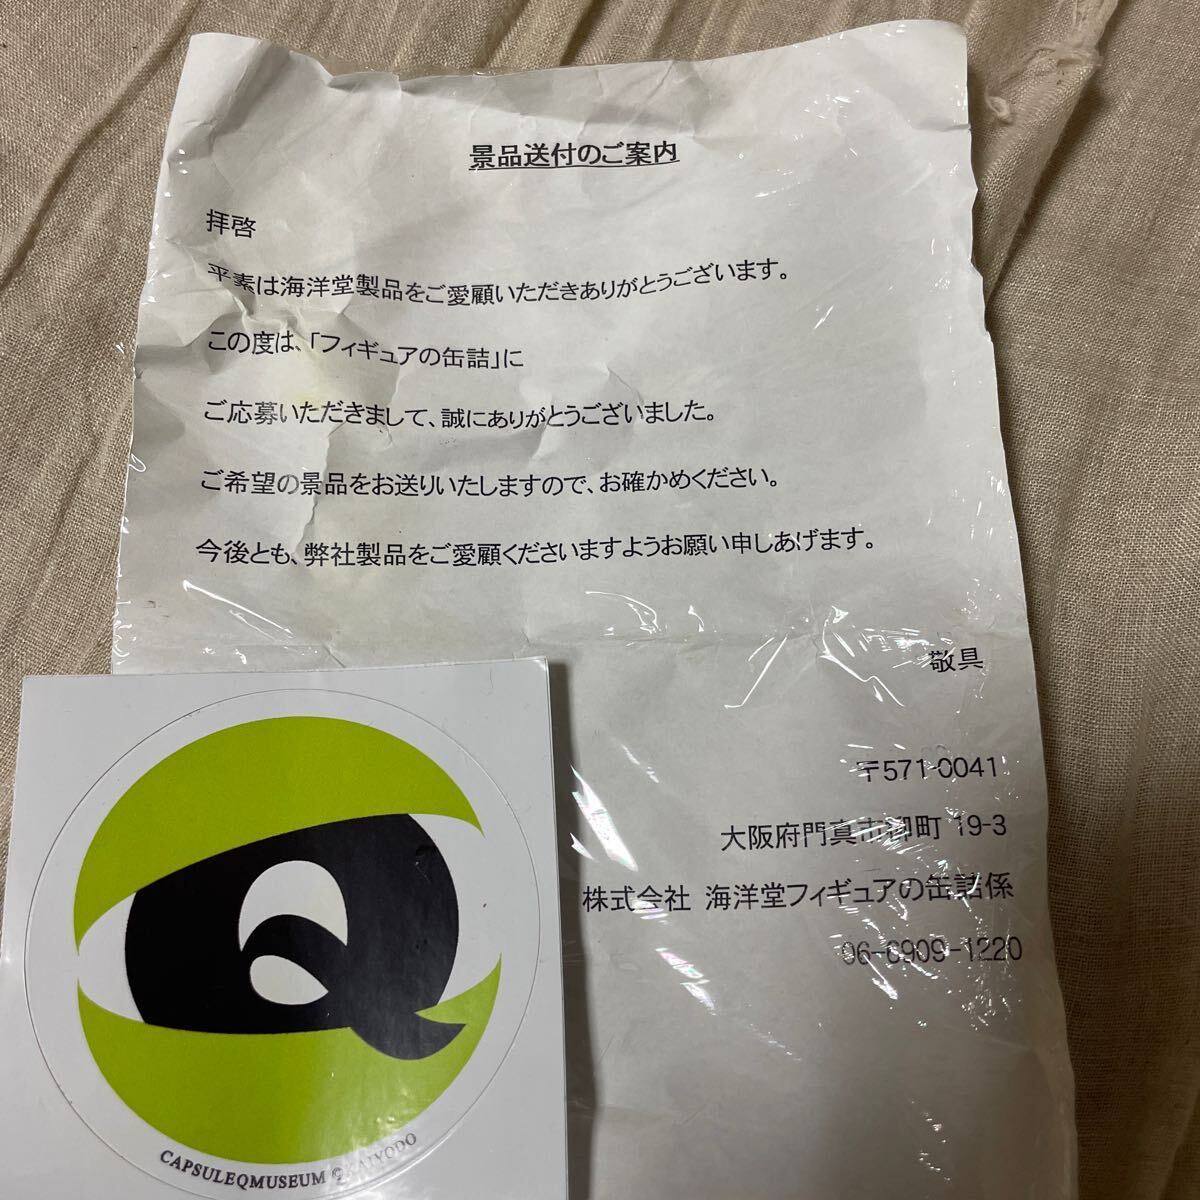 景品送付のご案内
拝啓
平素は海洋堂製品をご愛顧いただきありがとうございます。
この度は、「フィギュアの缶詰」に
ご応募いただきまして、誠にありがとうございました。
ご希望の景品をお送りいたしますので、お確かめください。
今後とも、弊社製品をご愛顧くださいますようお願い申しあげます。
敬具
〒571-0041
大阪府門真市柳町 19-3
株式会社 海洋堂フィギュアの缶詰係
06-6909-1220
Q
CAPSULEQMUSEUM © KAIYODO